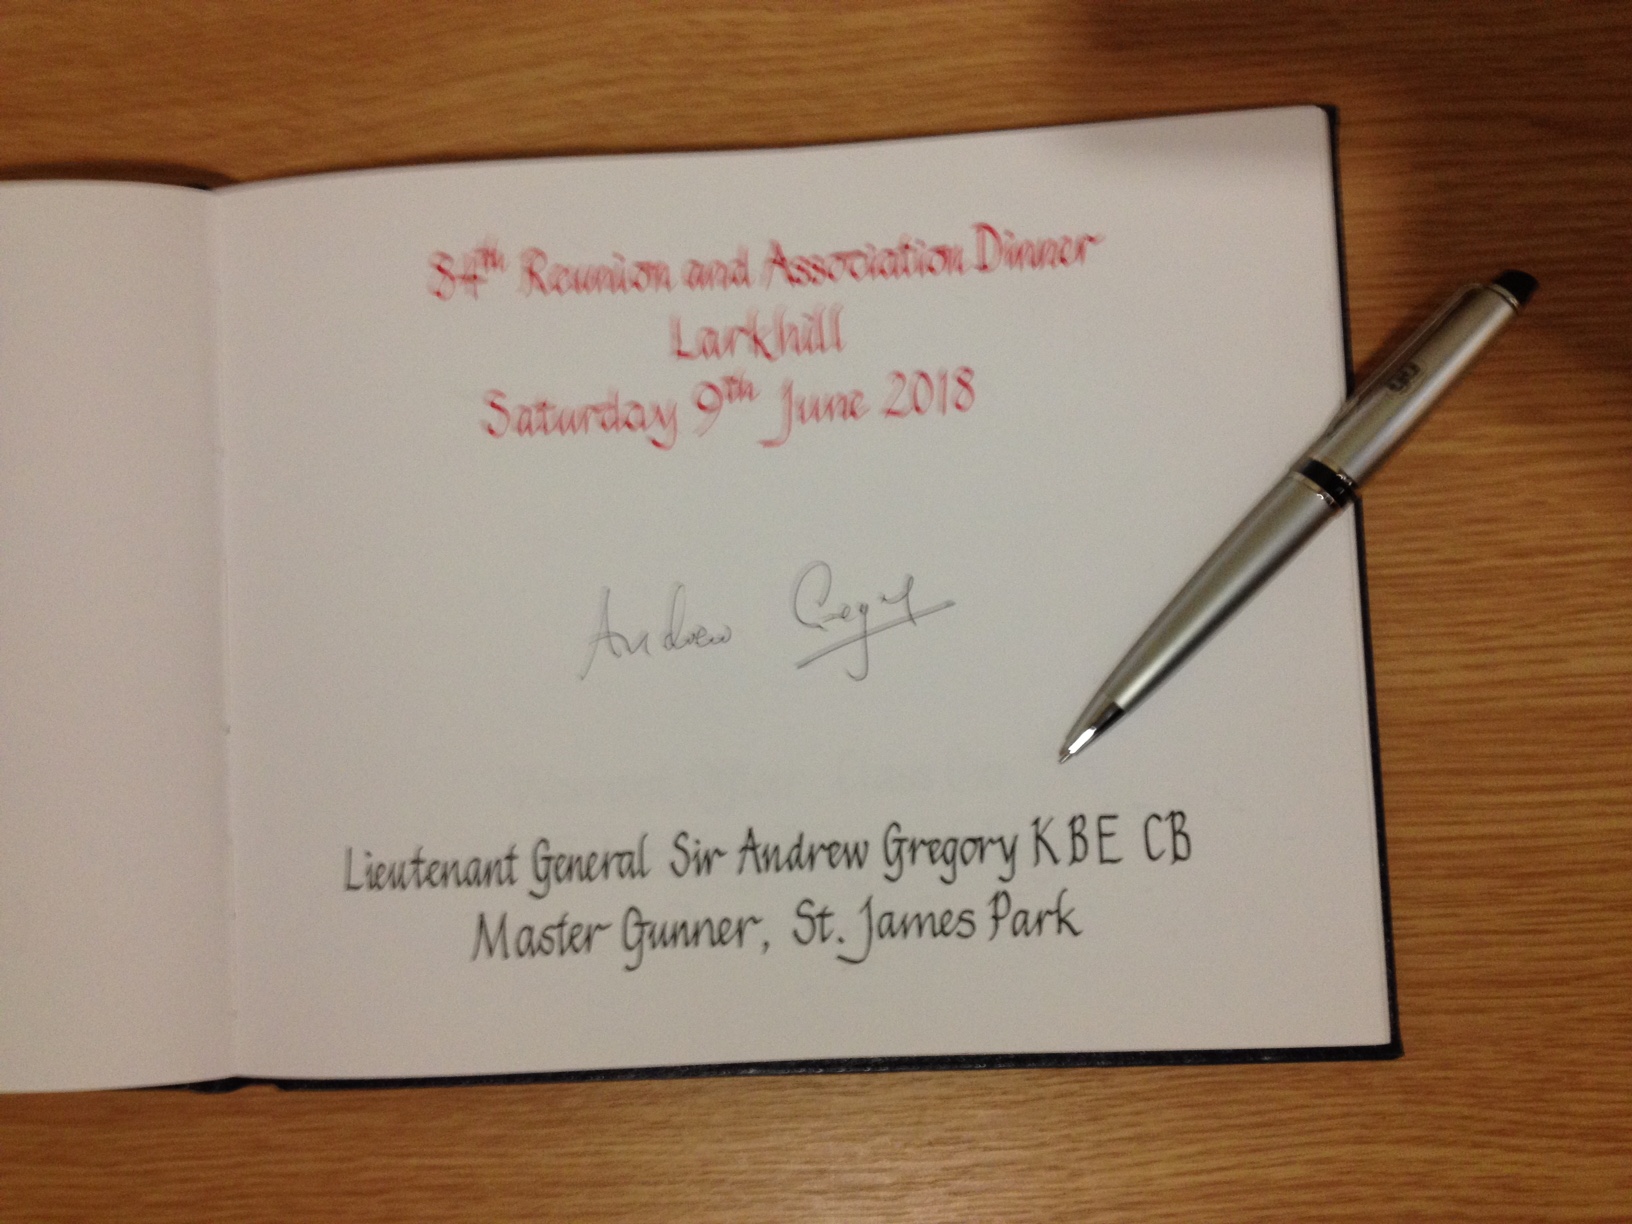 84th Reunion and Association Dinner
Larkhill
Saturday 9th June 2018
Andrew Gregory
Lieutenant General Sir Andrew Gregory KBE CB
Master Gunner, St. James Park